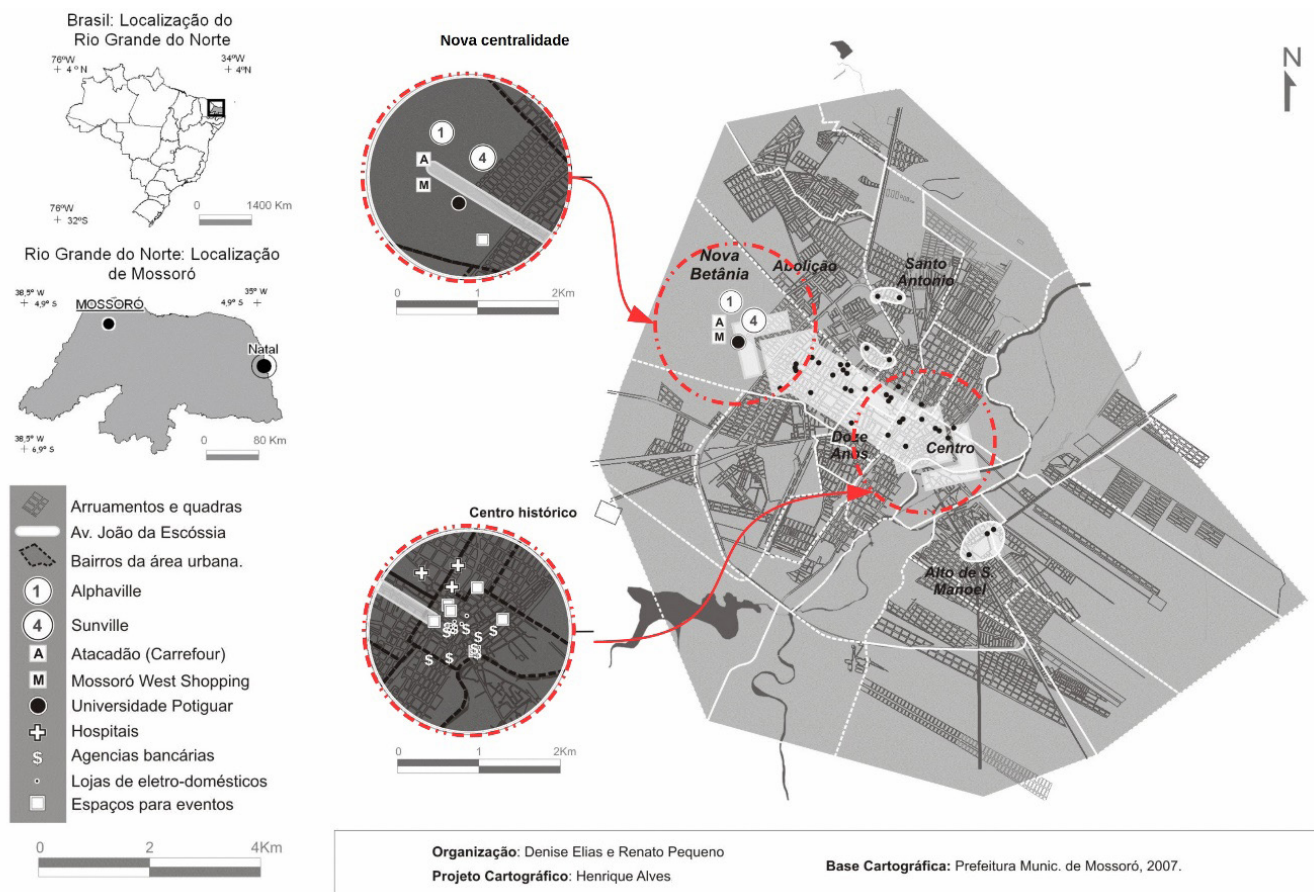 Brasil: Localização do
Rio Grande do Norte
76ºW
+ 4º N
34ºW
+ 4ºN
76ºW
+ 32ºS
0 1400 Km
Rio Grande do Norte: Localização
de Mossoró
38,5º W
+ 4,9º S
35º W
4,9º S +
MOSSORÓ
Natal
38,5º W
+ 6,9º S
0 80 Km
Arruamentos e quadras
Av. João da Escóssia
Bairros da área urbana.
1 Alphaville
4 Sunville
A Atacadão (Carrefour)
M Mossoró West Shopping
Universidade Potiguar
Hospitais
$ Agencias bancárias
Lojas de eletro-domésticos
Espaços para eventos
0 2 4Km
Nova centralidade
1
4
A
M
0 1 2Km
Centro histórico
$ $ $ $ $ $
0 1 2Km
N
Nova
Betânia
Abolição
Santo
Antonio
1
A 4
M
Doze
Anos
Centro
Alto de S.
Manoel
Organização: Denise Elias e Renato Pequeno
Projeto Cartográfico: Henrique Alves
Base Cartográfica: Prefeitura Munic. de Mossoró, 2007.